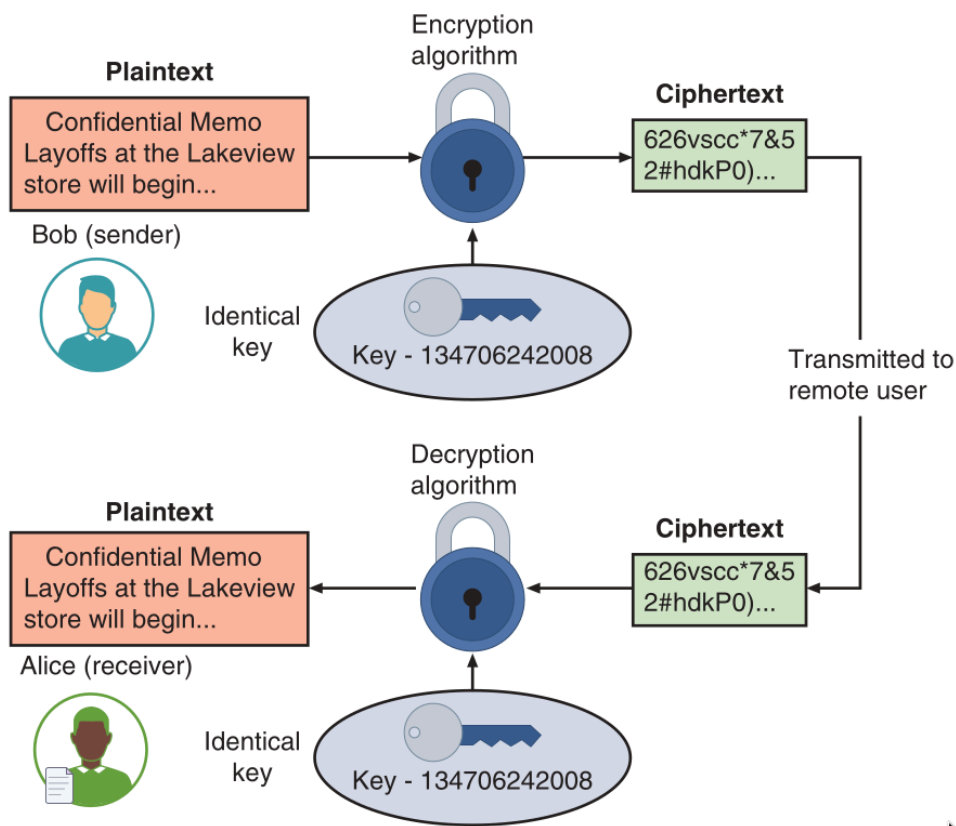 Encryption
algorithm
Plaintext
Confidential Memo
Layoffs at the Lakeview
store will begin...
Ciphertext
626vscc*7&5
2#hdkP0)...
Bob (sender)
Identical
key
Key - 134706242008
Transmitted to
remote user
Decryption
algorithm
Plaintext
Confidential Memo
Layoffs at the Lakeview
store will begin...
Ciphertext
626vscc*7&5
2#hdkP0)...
Alice (receiver)
Identical
key
Key - 134706242008